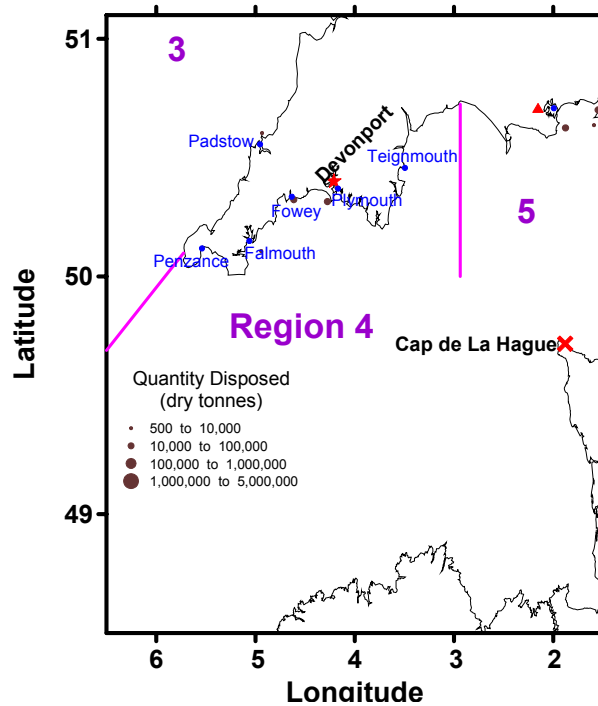 51
3
Padstow
Devonport
Teignmouth
Fowey
Plymouth
5
Penzance
Falmouth
50
Region 4
Cap de La Hague
Latitude
Quantity Disposed
(dry tonnes)
500 to 10,000
10,000 to 100,000
100,000 to 1,000,000
1,000,000 to 5,000,000
49
6 5 4 3 2
Longitude